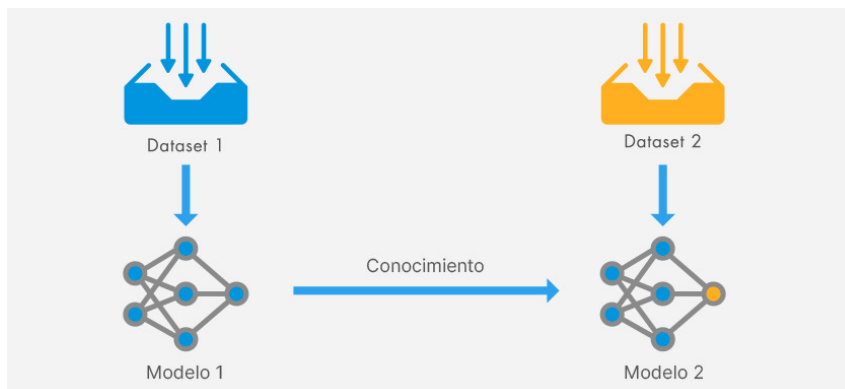 Dataset 1
Dataset 2
Conocimiento
Modelo 1
Modelo 2